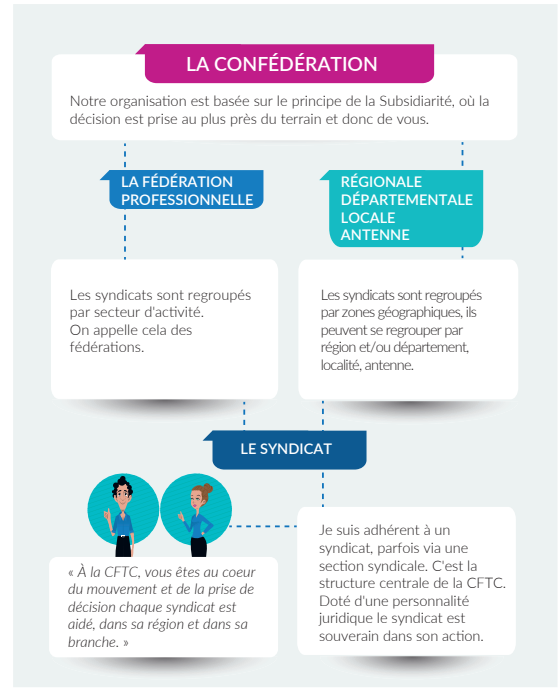 LA CONFÉDÉRATION
Notre organisation est basée sur le principe de la Subsidiarité, où la
décision est prise au plus près du terrain et donc de vous.
LA FÉDÉRATION
PROFESSIONNELLE
Les syndicats sont regroupés
par secteur d'activité.
On appelle cela des
fédérations.
RÉGIONALE
DÉPARTEMENTALE
LOCALE
ANTENNE
Les syndicats sont regroupés
par zones géographiques, ils
peuvent se regrouper par
région et/ou département,
localité, antenne.
LE SYNDICAT
« À la CFTC, vous êtes au coeur
du mouvement et de la prise de
décision chaque syndicat est
aidé, dans sa région et dans sa
branche. »
Je suis adhérent à un
syndicat, parfois via une
section syndicale. C'est la
structure centrale de la CFTC.
Doté d'une personnalité
juridique le syndicat est
souverain dans son action.